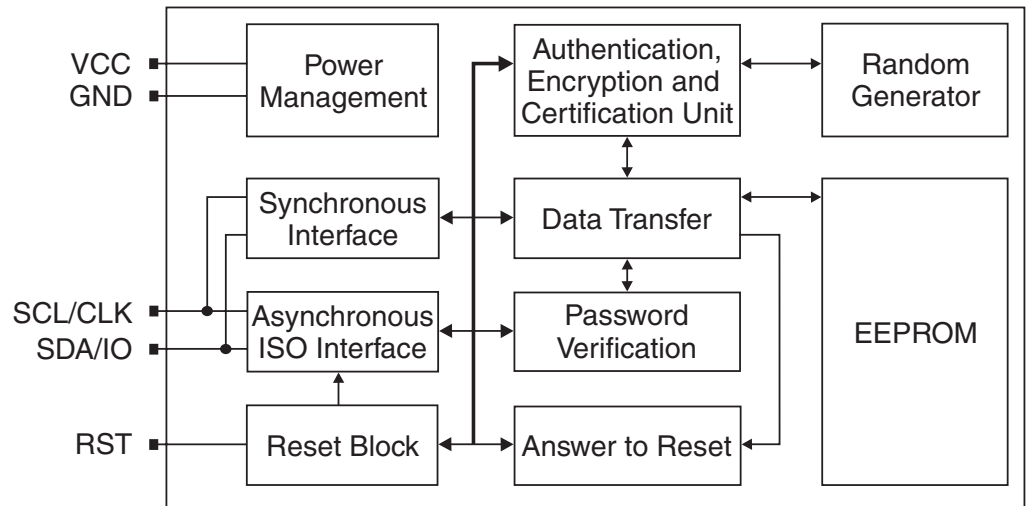 VCC
GND
Power
Management
Authentication,
Encryption and
Certification Unit
Random
Generator
Synchronous
Interface
Data Transfer
SCL/CLK
SDA/IO
Asynchronous
ISO Interface
Password
Verification
EEPROM
RST
Reset Block
Answer to Reset